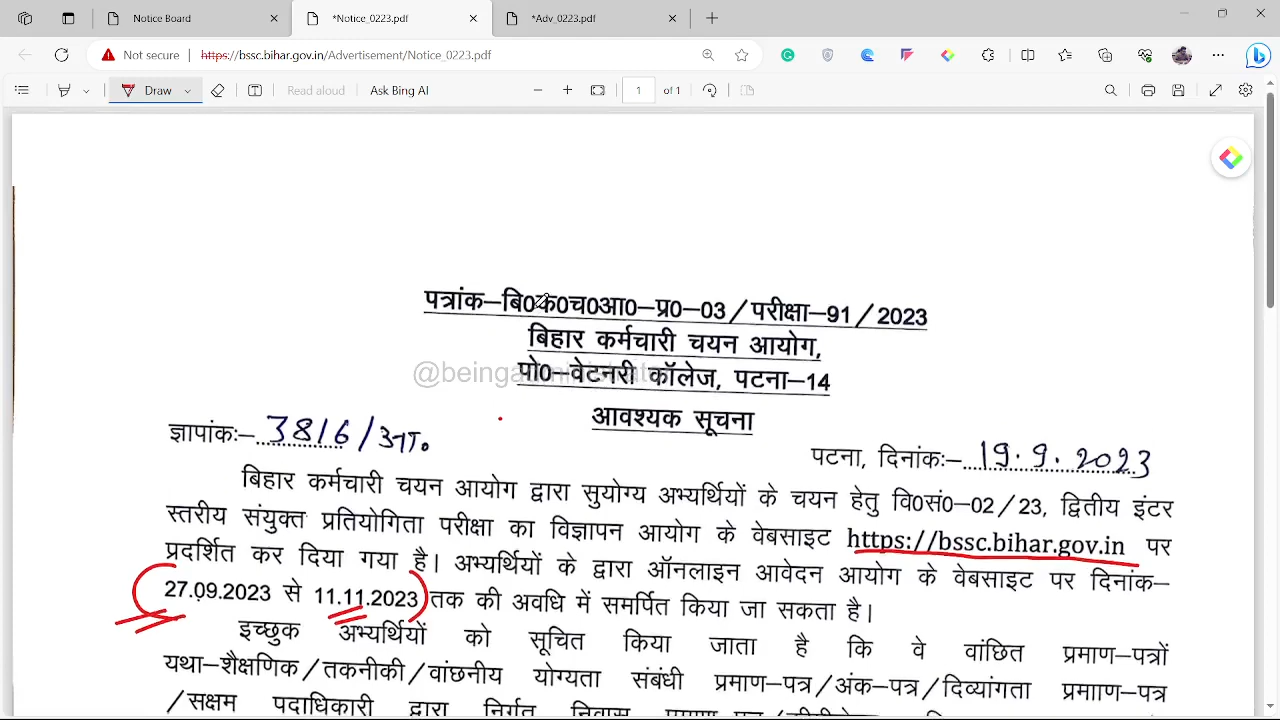 Notice Board
*Notice_0223.pdf
*Adv_0223.pdf
Not secure
https://bssc.bihar.gov.in/Advertisement/Notice_0223.pdf
Draw
Read aloud
Ask Bing AI
1 of 1
पत्रांक–बि0क0च0आ0–प्र0–03/परीक्षा–91/2023
बिहार कर्मचारी चयन आयोग,
पो0–वेटनरी कॉलेज, पटना–14
आवश्यक सूचना
ज्ञापांकः–3816/आ०
पटना, दिनांकः–19.9.2023
बिहार कर्मचारी चयन आयोग द्वारा सुयोग्य अभ्यर्थियों के चयन हेतु वि0सं0–02/23, द्वितीय इंटर
स्तरीय संयुक्त प्रतियोगिता परीक्षा का विज्ञापन आयोग के वेबसाइट https://bssc.bihar.gov.in पर
प्रदर्शित कर दिया गया है। अभ्यर्थियों के द्वारा ऑनलाइन आवेदन आयोग के वेबसाइट पर दिनांक–
27.09.2023 से 11.11.2023 तक की अवधि में समर्पित किया जा सकता है।
इच्छुक अभ्यर्थियों को सूचित किया जाता है कि वे वांछित प्रमाण–पत्रों
यथा–शैक्षणिक/तकनीकी/वांछनीय योग्यता संबंधी प्रमाण–पत्र/अंक–पत्र/दिव्यांगता प्रमााण–पत्र
/सक्षम पदाधिकारी द्वारा निर्गत निवास